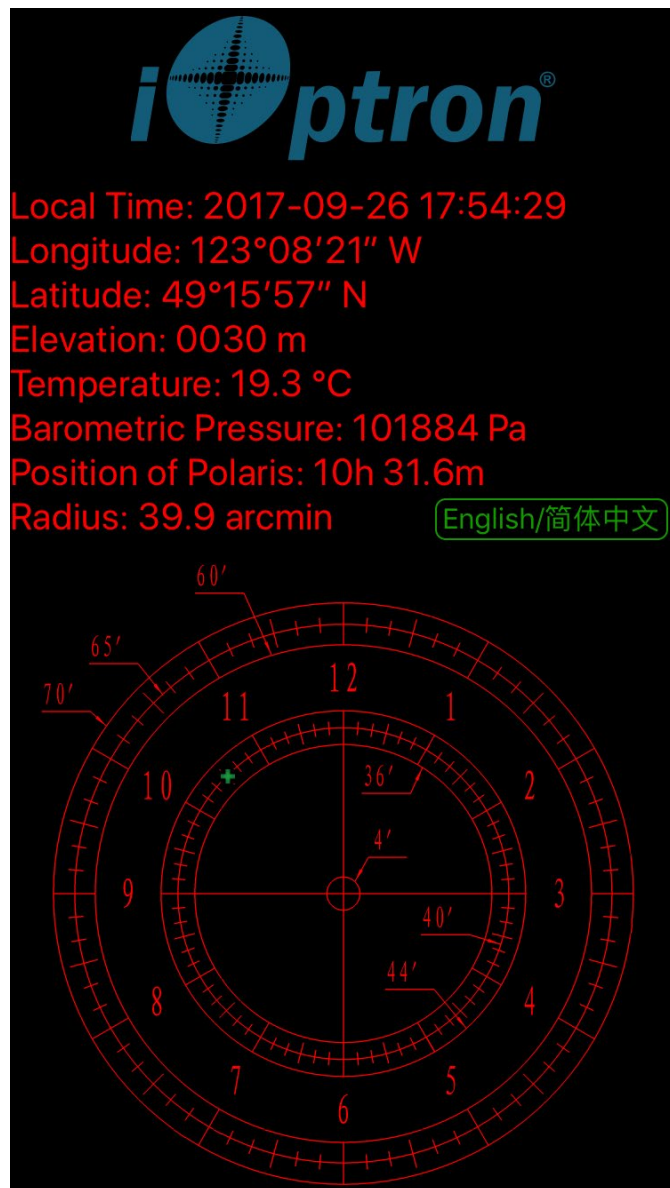 iOptron®
Local Time: 2017-09-26 17:54:29
Longitude: 123°08′21″ W
Latitude: 49°15′57″ N
Elevation: 0030 m
Temperature: 19.3 °C
Barometric Pressure: 101884 Pa
Position of Polaris: 10h 31.6m
Radius: 39.9 arcmin
English/简体中文
60′
65′
70′
12
11
1
10
2
36′
4′
9
3
40′
44′
8
4
7
5
6